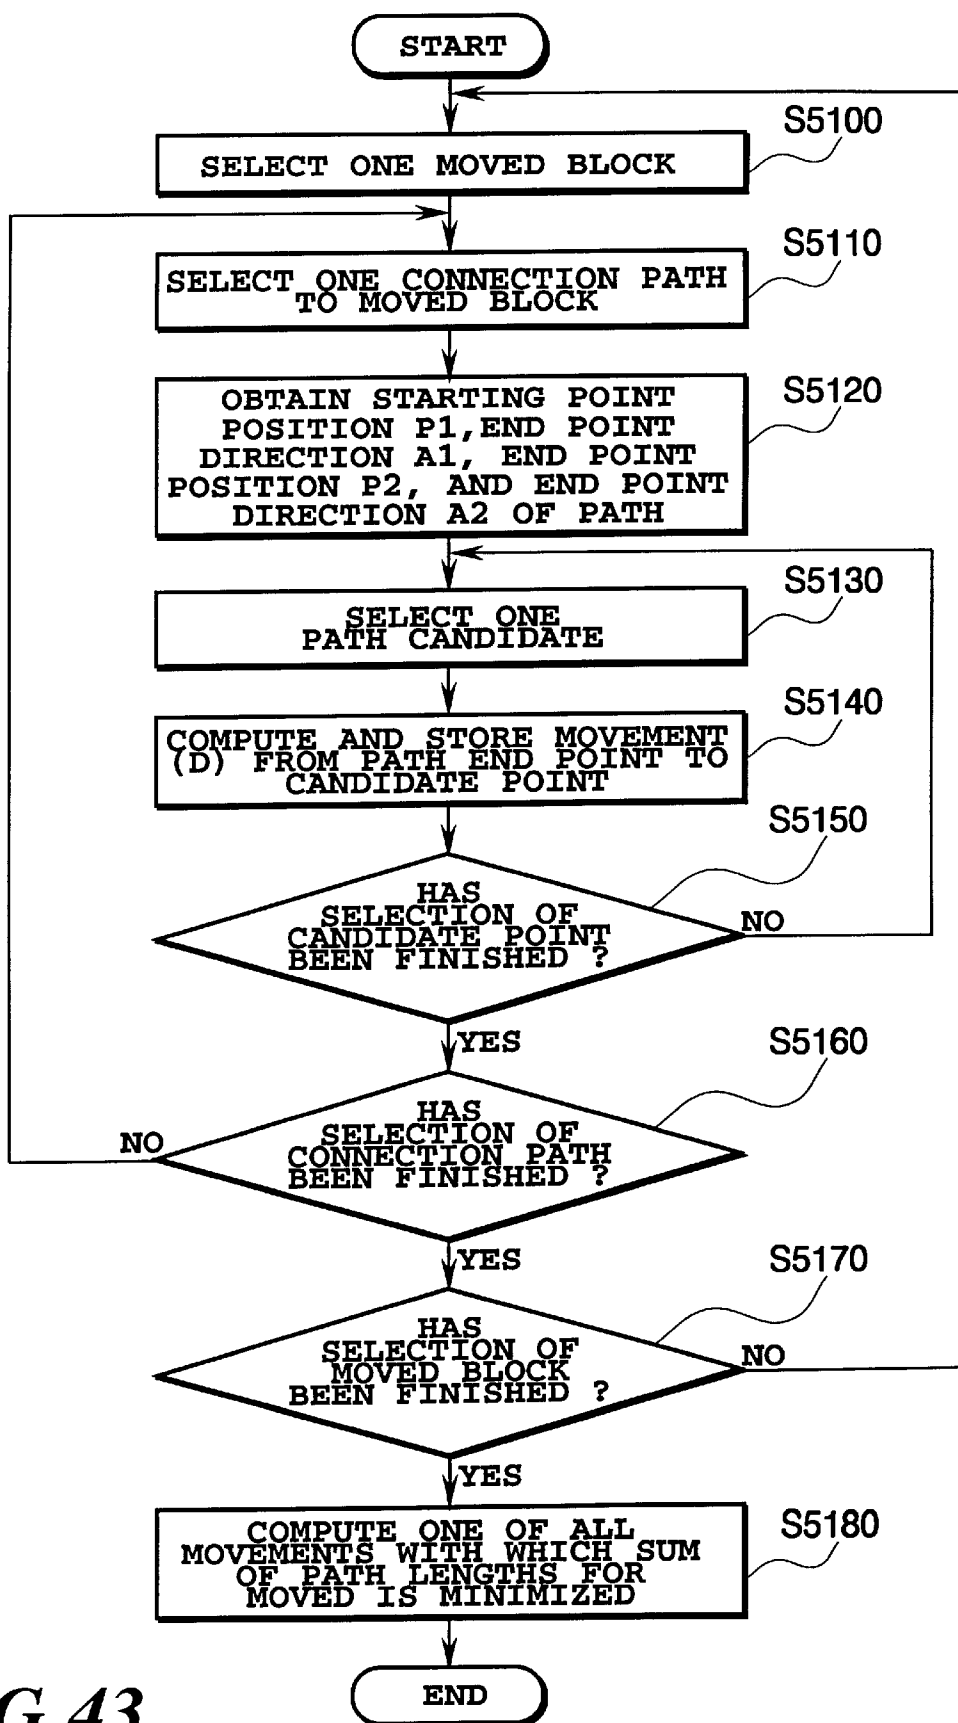 START
S5100
SELECT ONE MOVED BLOCK
S5110
SELECT ONE CONNECTION PATH
TO MOVED BLOCK
S5120
OBTAIN STARTING POINT
POSITION P1,END POINT
DIRECTION A1, END POINT
POSITION P2, AND END POINT
DIRECTION A2 OF PATH
S5130
SELECT ONE
PATH CANDIDATE
S5140
COMPUTE AND STORE MOVEMENT
(D) FROM PATH END POINT TO
CANDIDATE POINT
S5150
HAS
SELECTION OF
CANDIDATE POINT
BEEN FINISHED ?
NO
YES
S5160
HAS
SELECTION OF
CONNECTION PATH
BEEN FINISHED ?
NO
YES
S5170
HAS
SELECTION OF
MOVED BLOCK
BEEN FINISHED ?
NO
YES
S5180
COMPUTE ONE OF ALL
MOVEMENTS WITH WHICH SUM
OF PATH LENGTHS FOR
MOVED IS MINIMIZED
END
G.43